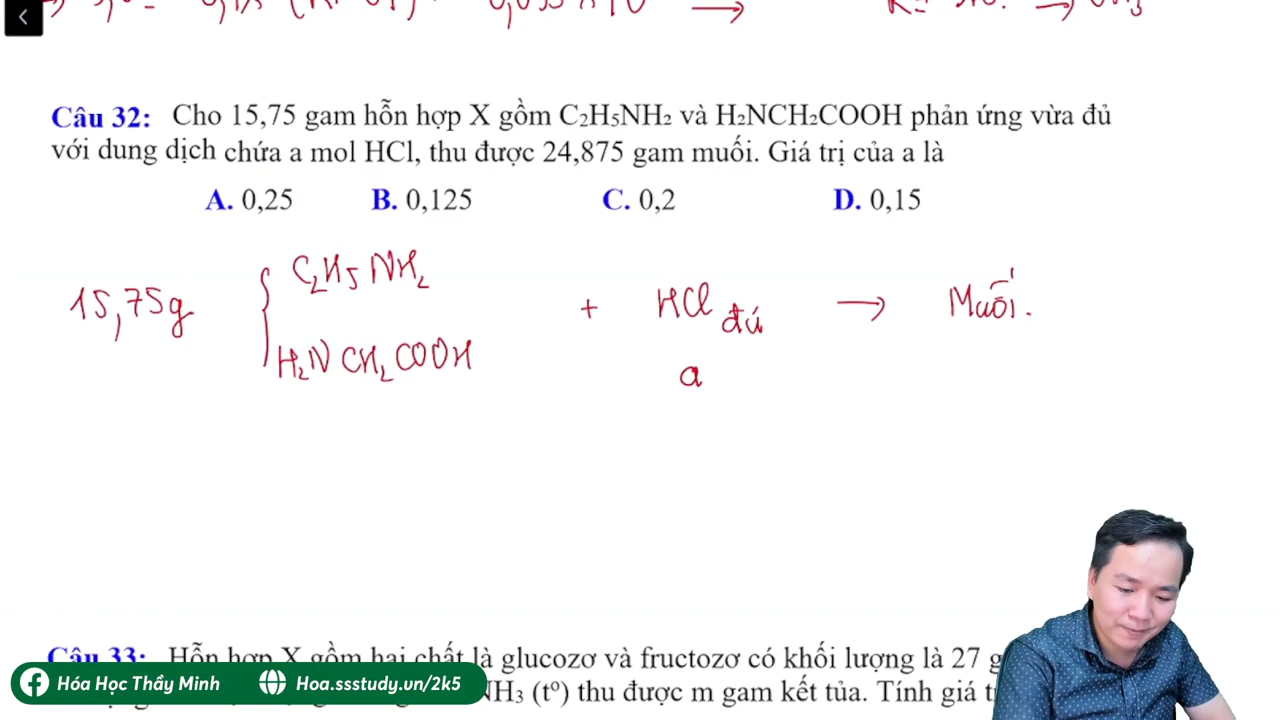 Câu 32: Cho 15,75 gam hỗn hợp X gồm C₂H₅NH₂ và H₂NCH₂COOH phản ứng vừa đủ
với dung dịch chứa a mol HCl, thu được 24,875 gam muối. Giá trị của a là
A. 0,25 B. 0,125 C. 0,2 D. 0,15
C₂H₅NH₂
15,75g + HCl đủ → Muối.
H₂NCH₂COOH
a
Câu 33: Hỗn hợp X gồm hai chất là glucozơ và fructozơ có khối lượng là 27
NH₃ (tº) thu được m gam kết tủa. Tính giá
Hóa Học Thầy Minh
Hoa.ssstudy.vn/2k5